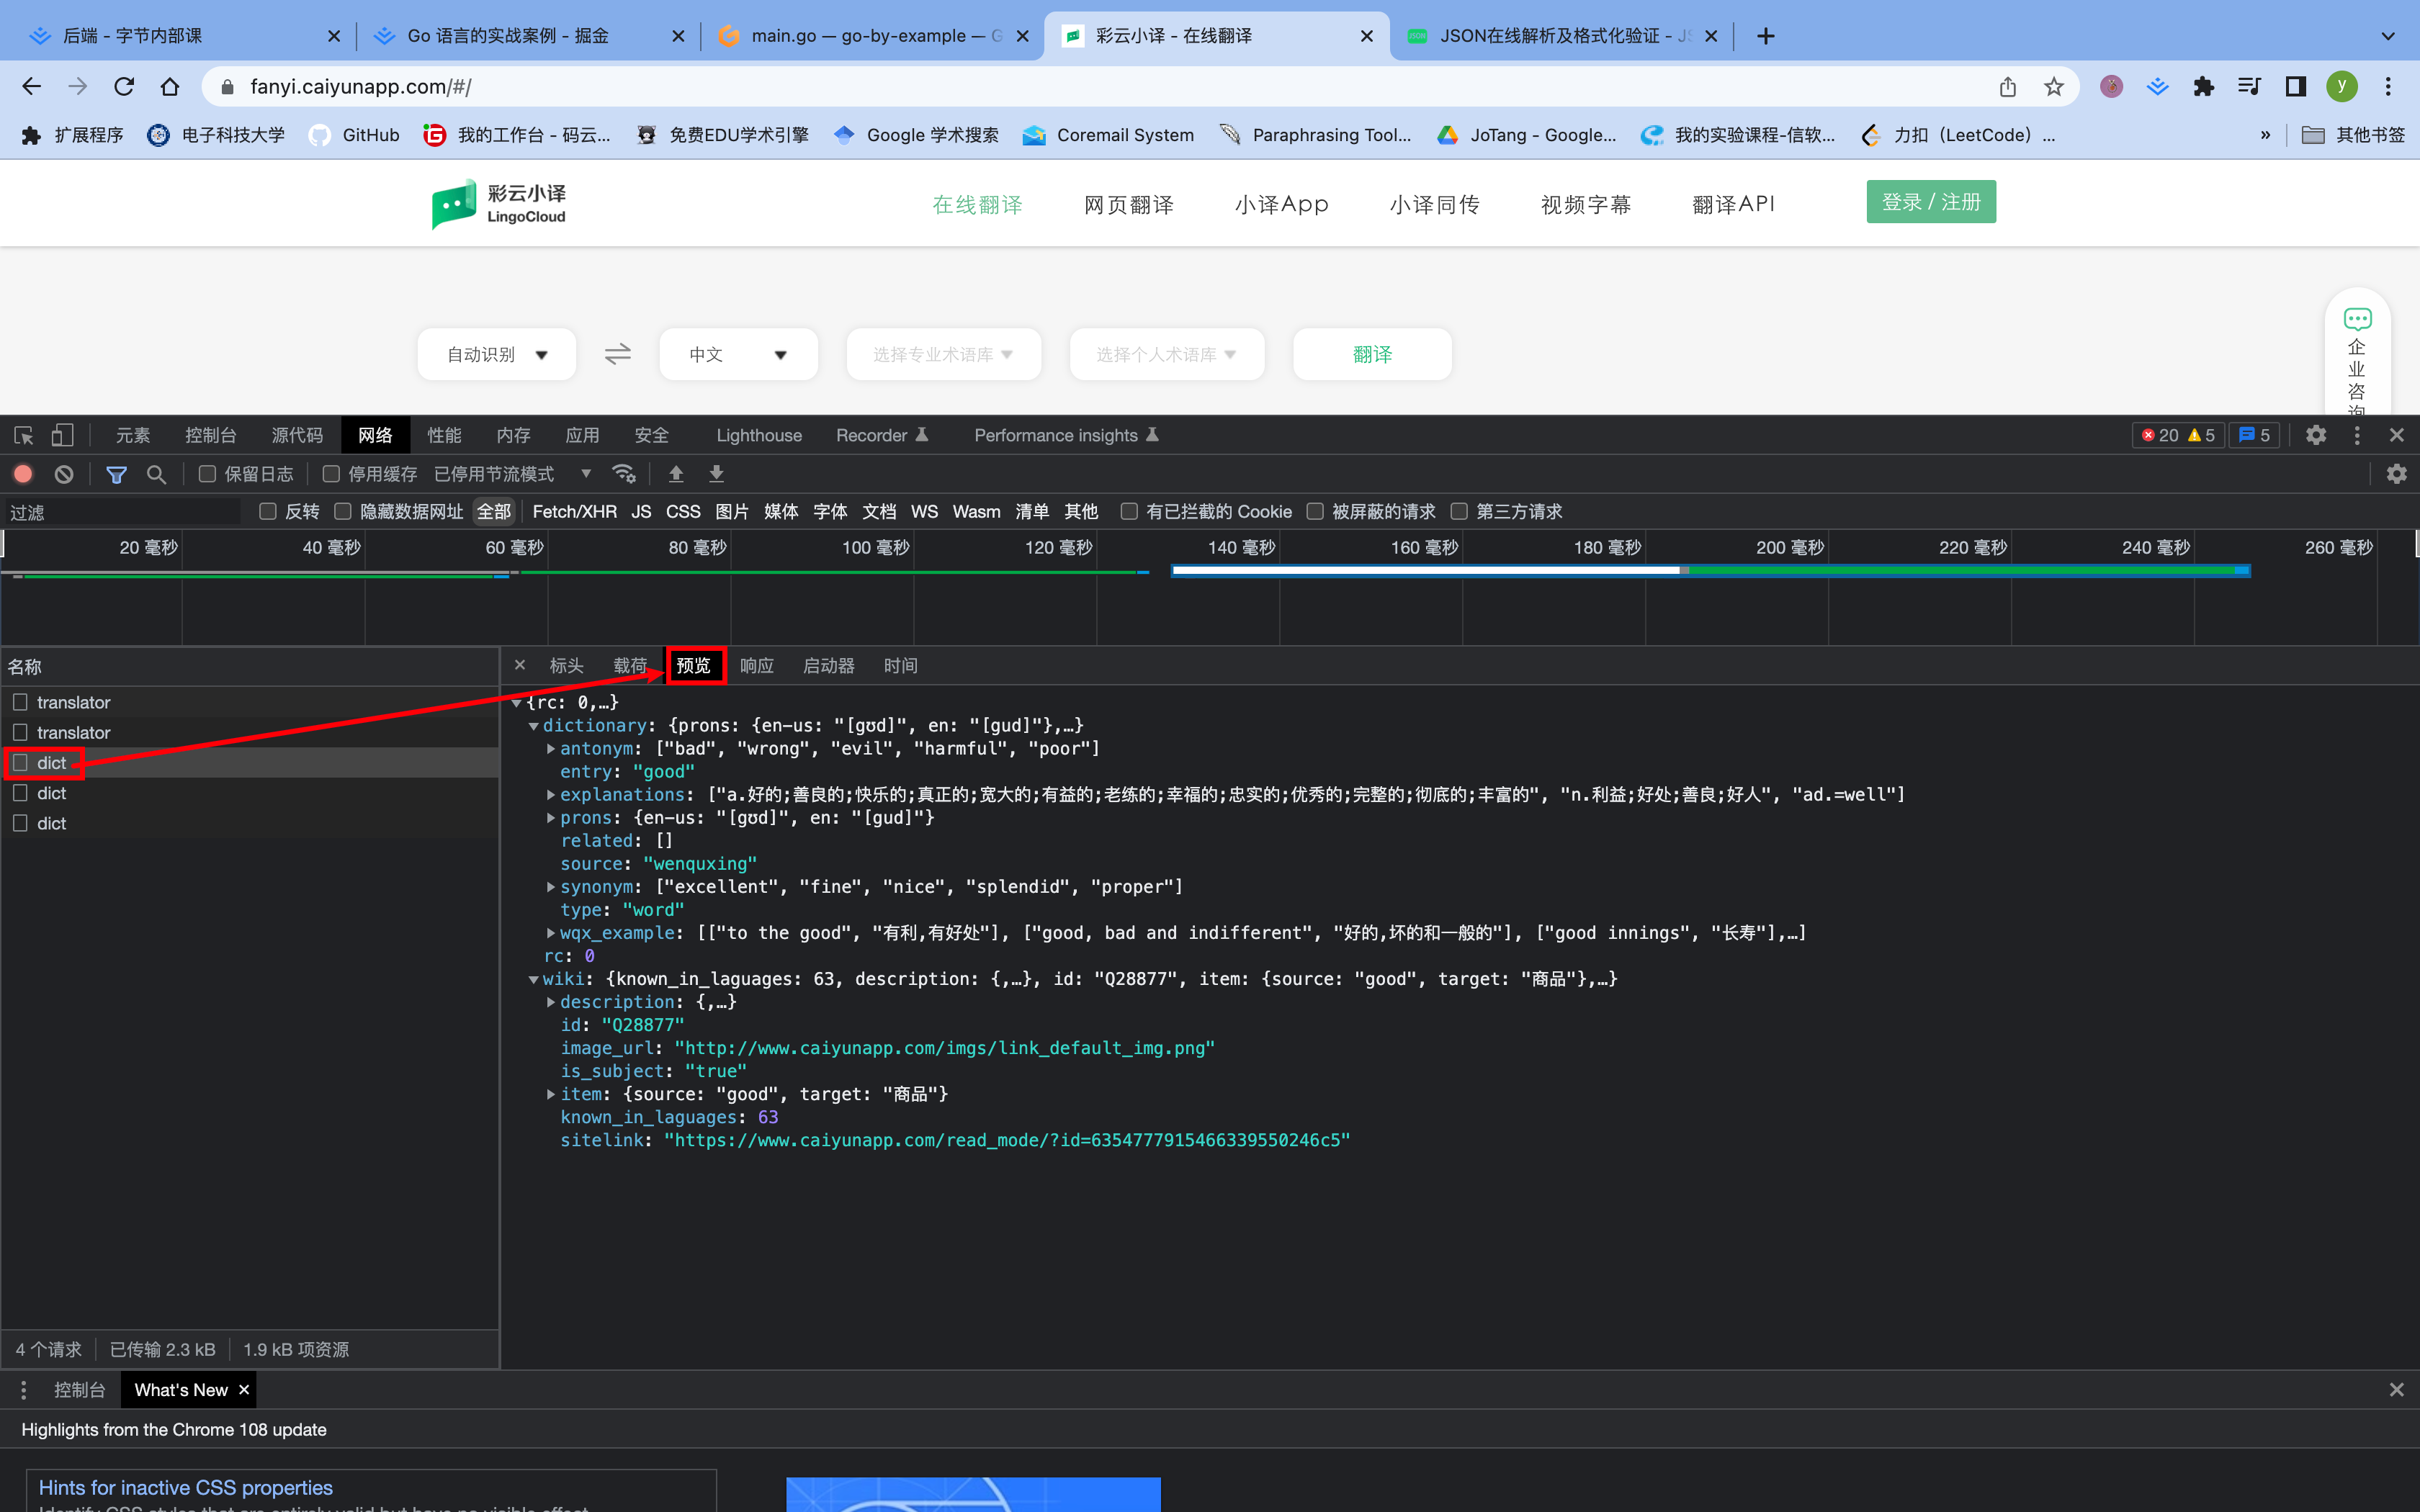 后端 - 字节内部课
Go 语言的实战案例 - 掘金
main.go — go-by-example — G
彩云小译 - 在线翻译
JSON在线解析及格式化验证 - JS
fanyi.caiyunapp.com/#/
y
扩展程序
电子科技大学
GitHub
我的工作台 - 码云...
免费EDU学术引擎
Google 学术搜索
Coremail System
Paraphrasing Tool...
JoTang - Google...
我的实验课程-信软...
力扣（LeetCode）...
»
其他书签
彩云小译
LingoCloud
在线翻译
网页翻译
小译App
小译同传
视频字幕
翻译API
登录 / 注册
自动识别
中文
选择专业术语库
选择个人术语库
翻译
企
业
咨
询
元素
控制台
源代码
网络
性能
内存
应用
安全
Lighthouse
Recorder
Performance insights
20
5
5
保留日志
停用缓存
已停用节流模式
过滤
反转
隐藏数据网址
全部
Fetch/XHR
JS
CSS
图片
媒体
字体
文档
WS
Wasm
清单
其他
有已拦截的 Cookie
被屏蔽的请求
第三方请求
20 毫秒
40 毫秒
60 毫秒
80 毫秒
100 毫秒
120 毫秒
140 毫秒
160 毫秒
180 毫秒
200 毫秒
220 毫秒
240 毫秒
260 毫秒
名称
translator
translator
dict
dict
dict
标头
载荷
预览
响应
启动器
时间
{rc: 0,…}
dictionary: {prons: {en-us: "[gʊd]", en: "[gud]"},…}
antonym: ["bad", "wrong", "evil", "harmful", "poor"]
entry: "good"
explanations: ["a.好的;善良的;快乐的;真正的;宽大的;有益的;老练的;幸福的;忠实的;优秀的;完整的;彻底的;丰富的", "n.利益;好处;善良;好人", "ad.=well"]
prons: {en-us: "[gʊd]", en: "[gud]"}
related: []
source: "wenquxing"
synonym: ["excellent", "fine", "nice", "splendid", "proper"]
type: "word"
wqx_example: [["to the good", "有利,有好处"], ["good, bad and indifferent", "好的,坏的和一般的"], ["good innings", "长寿"],…]
rc: 0
wiki: {known_in_laguages: 63, description: {,…}, id: "Q28877", item: {source: "good", target: "商品"},…}
description: {,…}
id: "Q28877"
image_url: "http://www.caiyunapp.com/imgs/link_default_img.png"
is_subject: "true"
item: {source: "good", target: "商品"}
known_in_laguages: 63
sitelink: "https://www.caiyunapp.com/read_mode/?id=6354777915466339550246c5"
4 个请求
已传输 2.3 kB
1.9 kB 项资源
控制台
What's New
Highlights from the Chrome 108 update
Hints for inactive CSS properties
Identify CSS styles that are entirely valid but have no visible effect